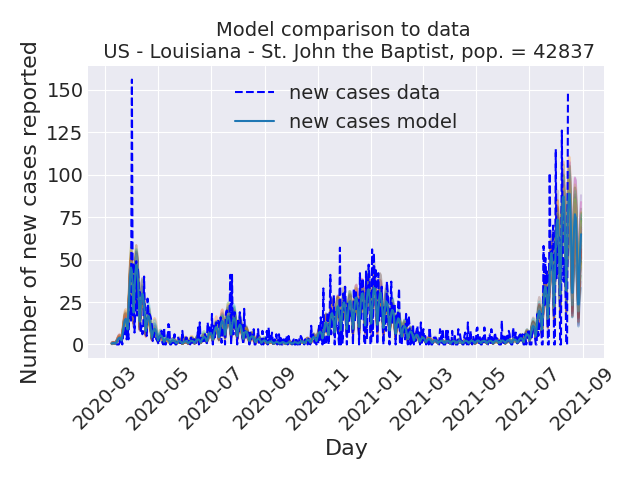 Model comparison to data
US - Louisiana - St. John the Baptist, pop. = 42837
Number of new cases reported
150
125
100
75
50
25
0
new cases data
new cases model
2020-03
2020-05
2020-07
2020-09
2020-11
2021-01
2021-03
2021-05
2021-07
2021-09
Day